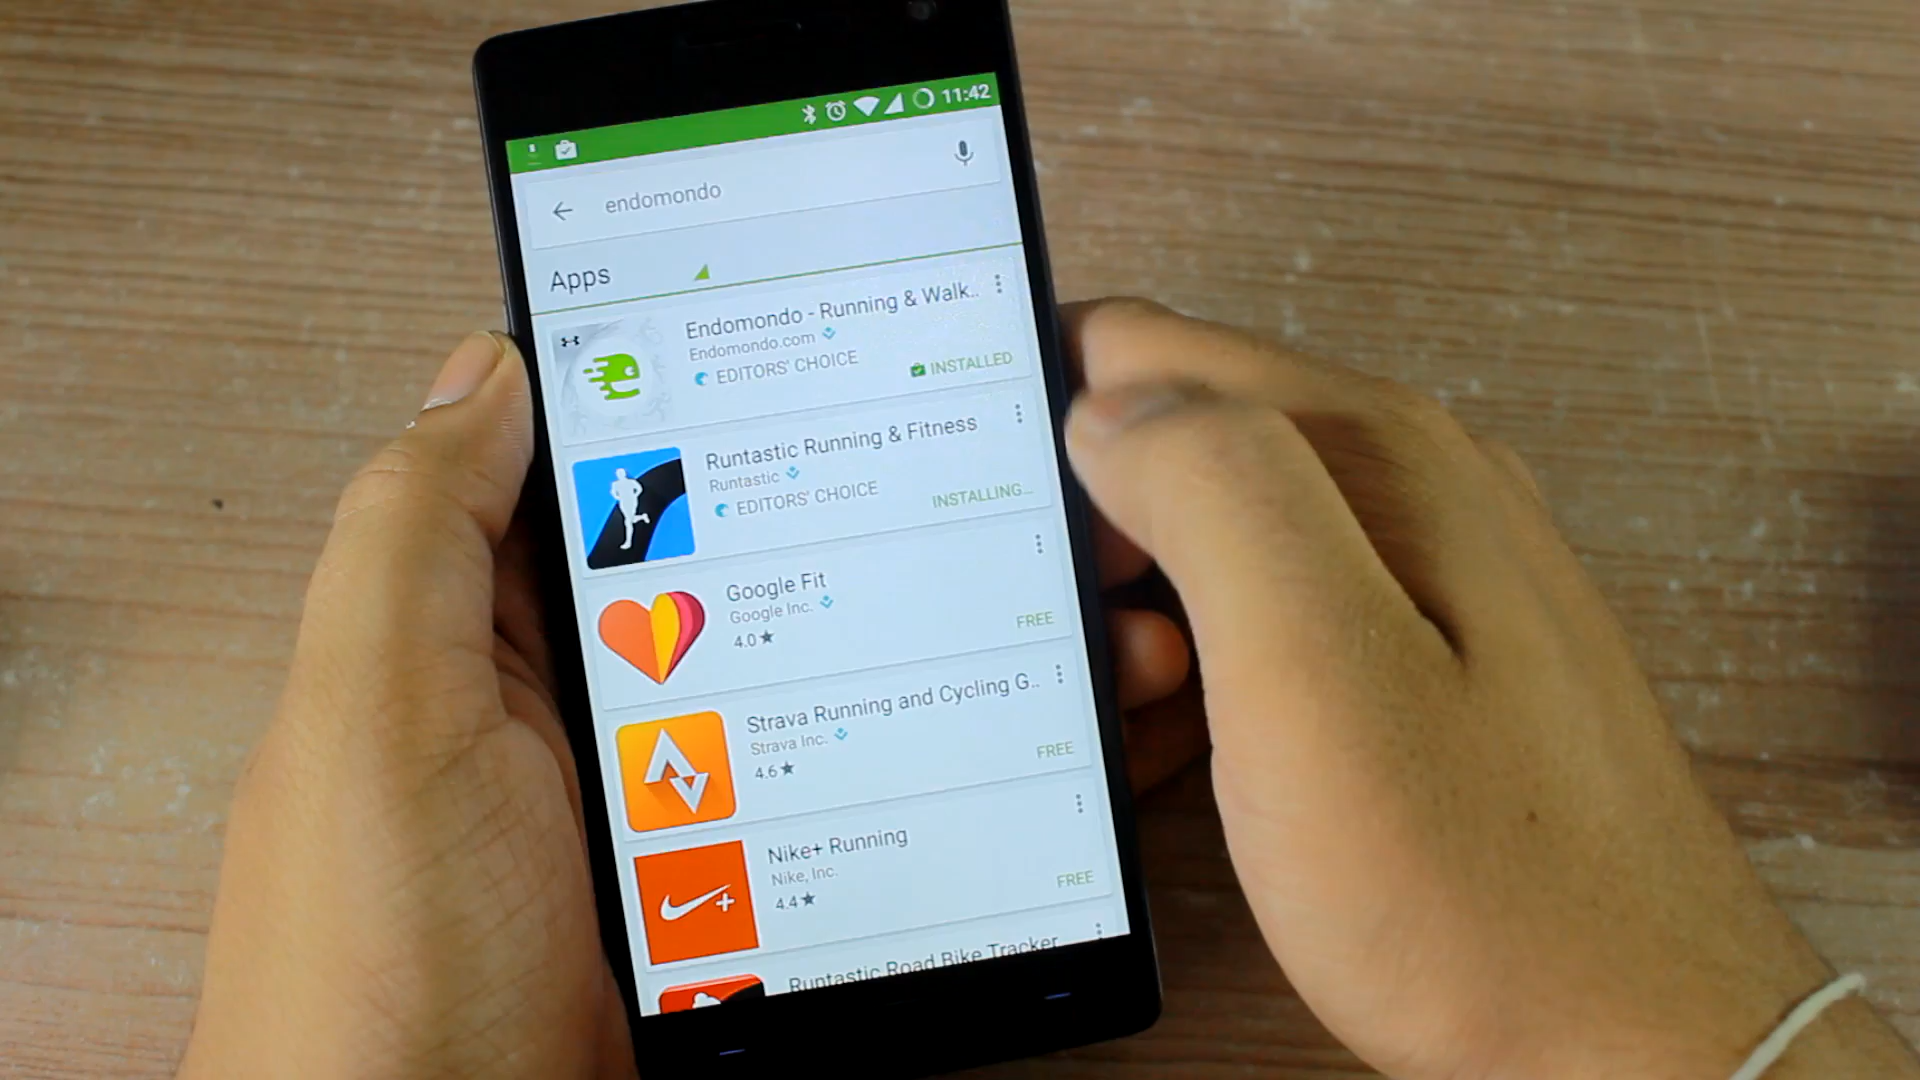 11:42
endomondo
Apps
Endomondo - Running & Walk..
Endomondo.com
EDITORS' CHOICE
INSTALLED
Runtastic Running & Fitness
Runtastic
EDITORS' CHOICE
INSTALLING...
Google Fit
Google Inc.
4.0★
FREE
Strava Running and Cycling G..
Strava Inc.
4.6★
FREE
Nike+ Running
Nike, Inc.
4.4★
FREE
Runtastic Road Bike Tracker